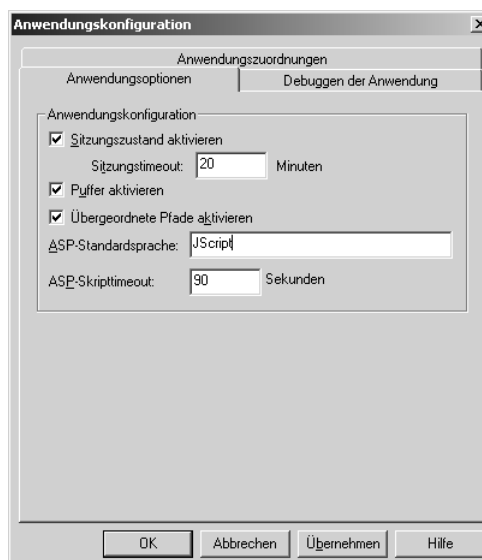 Anwendungskonfiguration
Anwendungszuordnungen
Anwendungsoptionen Debuggen der Anwendung
Anwendungskonfiguration
Sitzungszustand aktivieren
Sitzungstimeout: 20 Minuten
Puffer aktivieren
Übergeordnete Pfade aktivieren
ASP-Standardsprache: JScript
ASP-Skripttimeout: 90 Sekunden
OK Abbrechen Übernehmen Hilfe